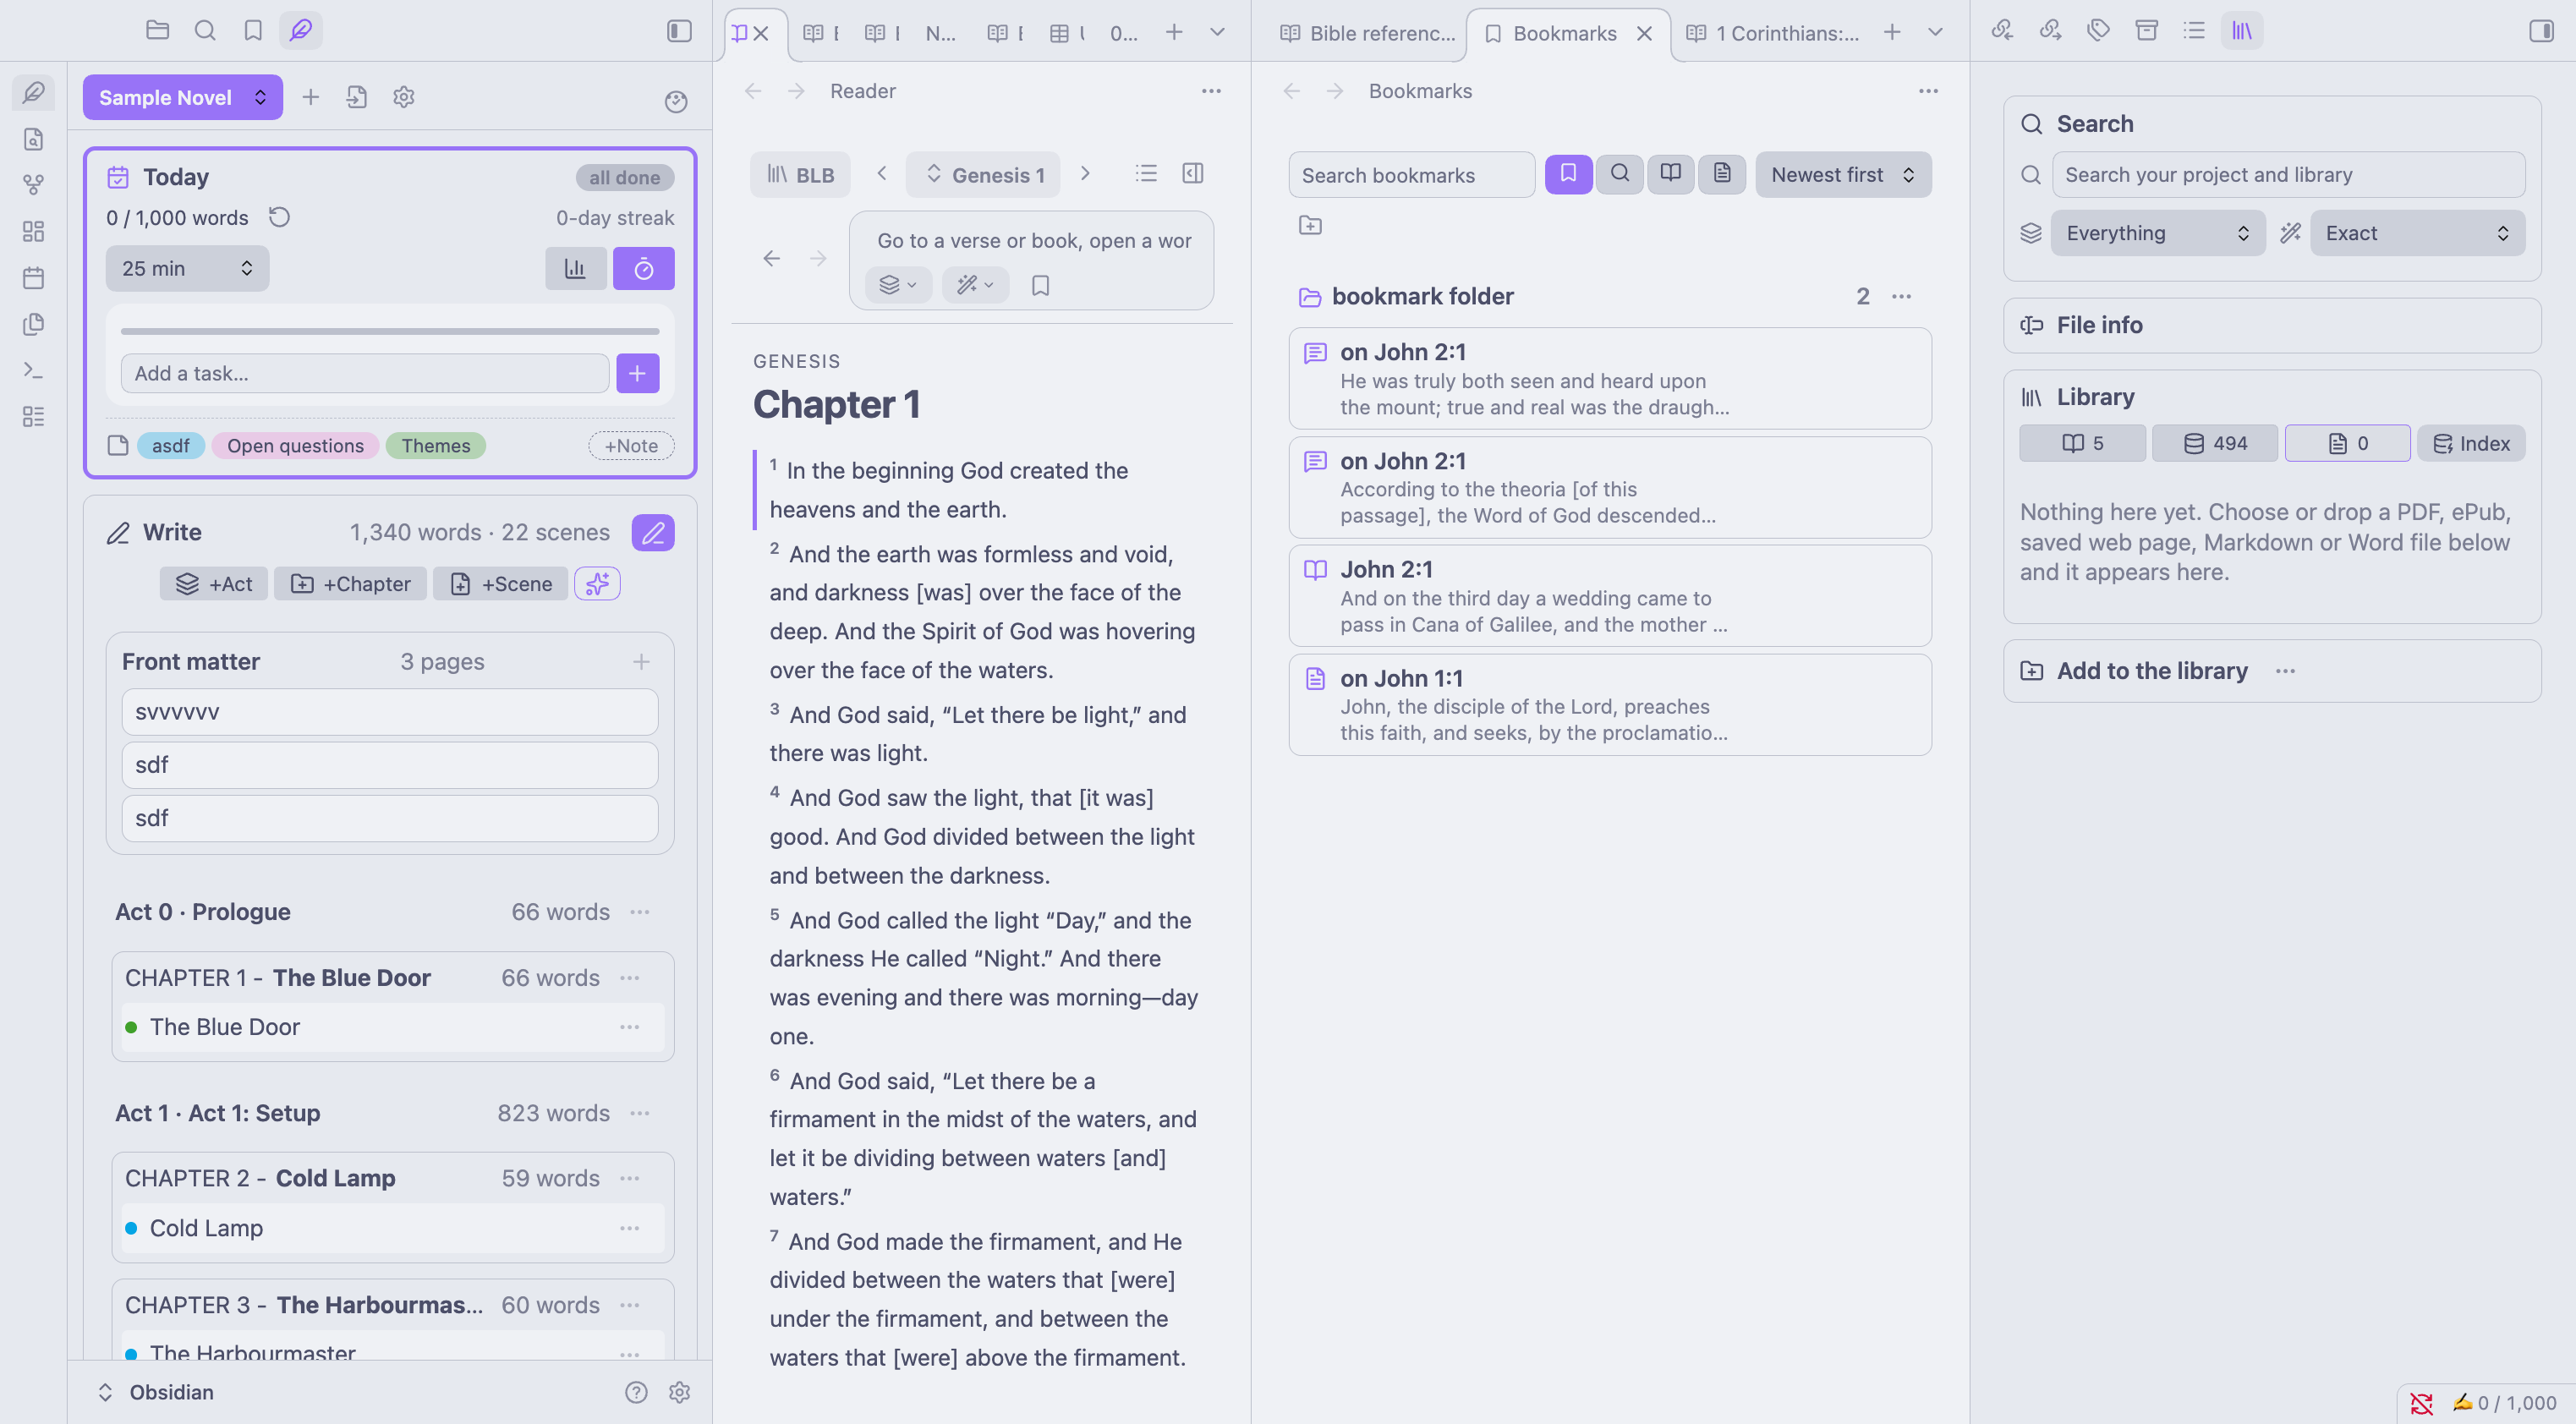 Sample Novel
Today
all done
0 / 1,000 words
0-day streak
25 min
Add a task...
asdf
Open questions
Themes
+Note
Write
1,340 words · 22 scenes
+Act
+Chapter
+Scene
Front matter
3 pages
svvvvvv
sdf
sdf
Act 0 · Prologue
66 words
CHAPTER 1 - The Blue Door
66 words
The Blue Door
Act 1 · Act 1: Setup
823 words
CHAPTER 2 - Cold Lamp
59 words
Cold Lamp
CHAPTER 3 - The Harbourmas...
60 words
The Harbourmaster
Obsidian
N...
0...
Reader
BLB
Genesis 1
Go to a verse or book, open a wor
GENESIS
Chapter 1
1 In the beginning God created the
heavens and the earth.
2 And the earth was formless and void,
and darkness [was] over the face of the
deep. And the Spirit of God was hovering
over the face of the waters.
3 And God said, “Let there be light,” and
there was light.
4 And God saw the light, that [it was]
good. And God divided between the light
and between the darkness.
5 And God called the light “Day,” and the
darkness He called “Night.” And there
was evening and there was morning—day
one.
6 And God said, “Let there be a
firmament in the midst of the waters, and
let it be dividing between waters [and]
waters.”
7 And God made the firmament, and He
divided between the waters that [were]
under the firmament, and between the
waters that [were] above the firmament.
Bible referenc...
Bookmarks
1 Corinthians:...
Bookmarks
Search bookmarks
Newest first
bookmark folder
2
on John 2:1
He was truly both seen and heard upon
the mount; true and real was the draugh...
on John 2:1
According to the theoria [of this
passage], the Word of God descended...
John 2:1
And on the third day a wedding came to
pass in Cana of Galilee, and the mother ...
on John 1:1
John, the disciple of the Lord, preaches
this faith, and seeks, by the proclamatio...
Search
Search your project and library
Everything
Exact
File info
Library
5
494
0
Index
Nothing here yet. Choose or drop a PDF, ePub,
saved web page, Markdown or Word file below
and it appears here.
Add to the library
0 / 1,000